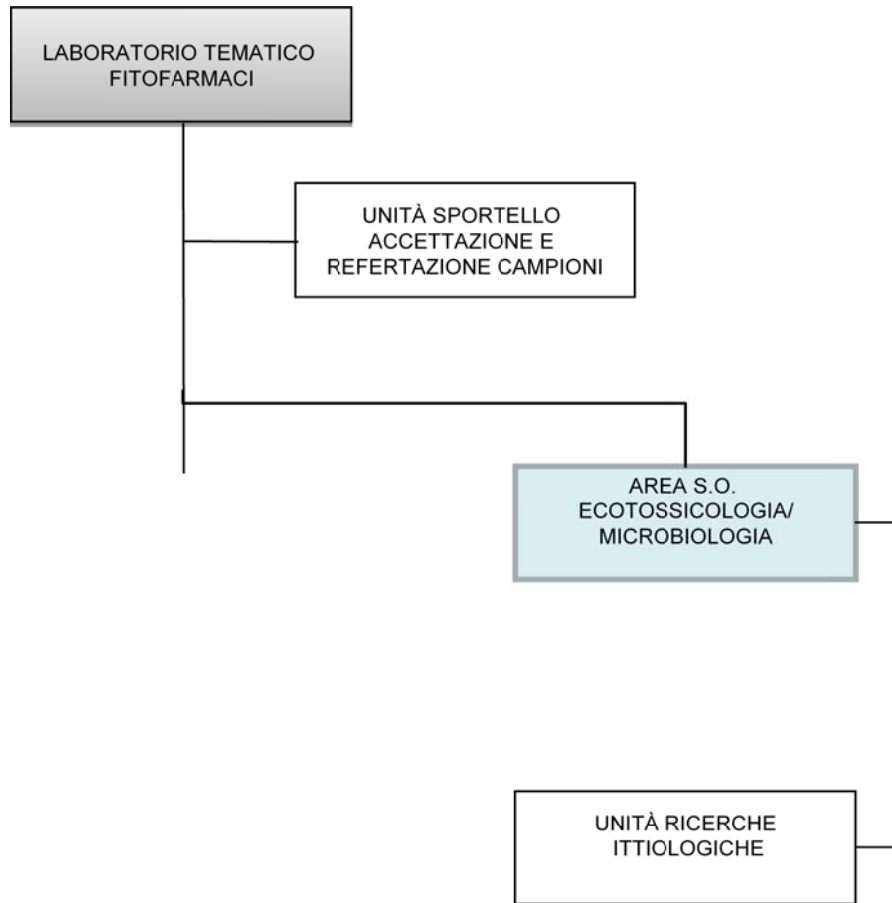 LABORATORIO TEMATICO
FITOFARMACI
UNITÀ SPORTELLO
ACCETTAZIONE E
REFERTAZIONE CAMPIONI
AREA S.O.
ECOTOSSICOLOGIA/
MICROBIOLOGIA
UNITÀ RICERCHE
ITTIOLOGICHE